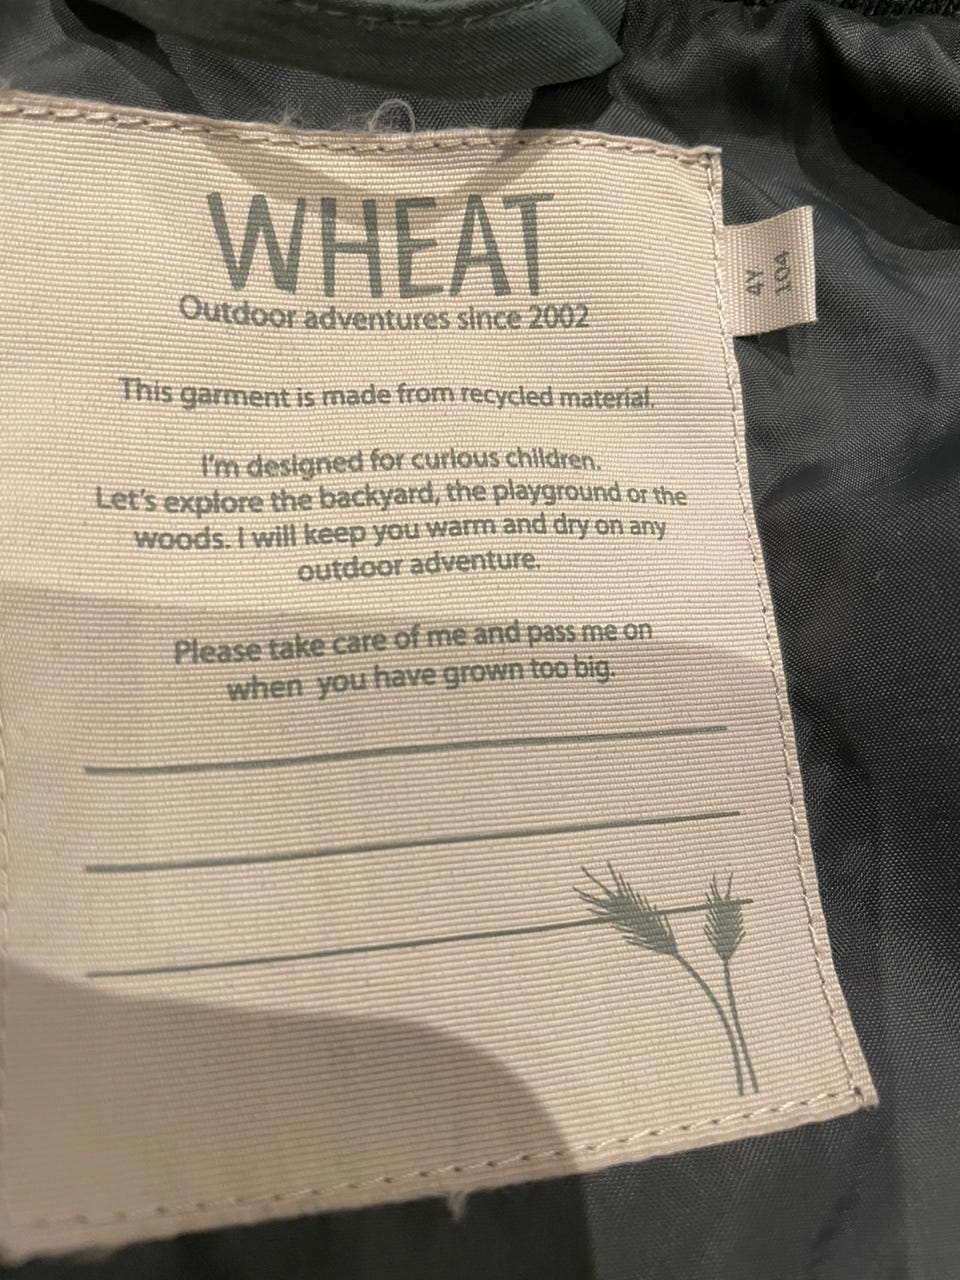 WHEAT
Outdoor adventures since 2002
4Y
104
This garment is made from recycled material.
I'm designed for curious children.
Let's explore the backyard, the playground or the
woods. I will keep you warm and dry on any
outdoor adventure.
Please take care of me and pass me on
when you have grown too big.